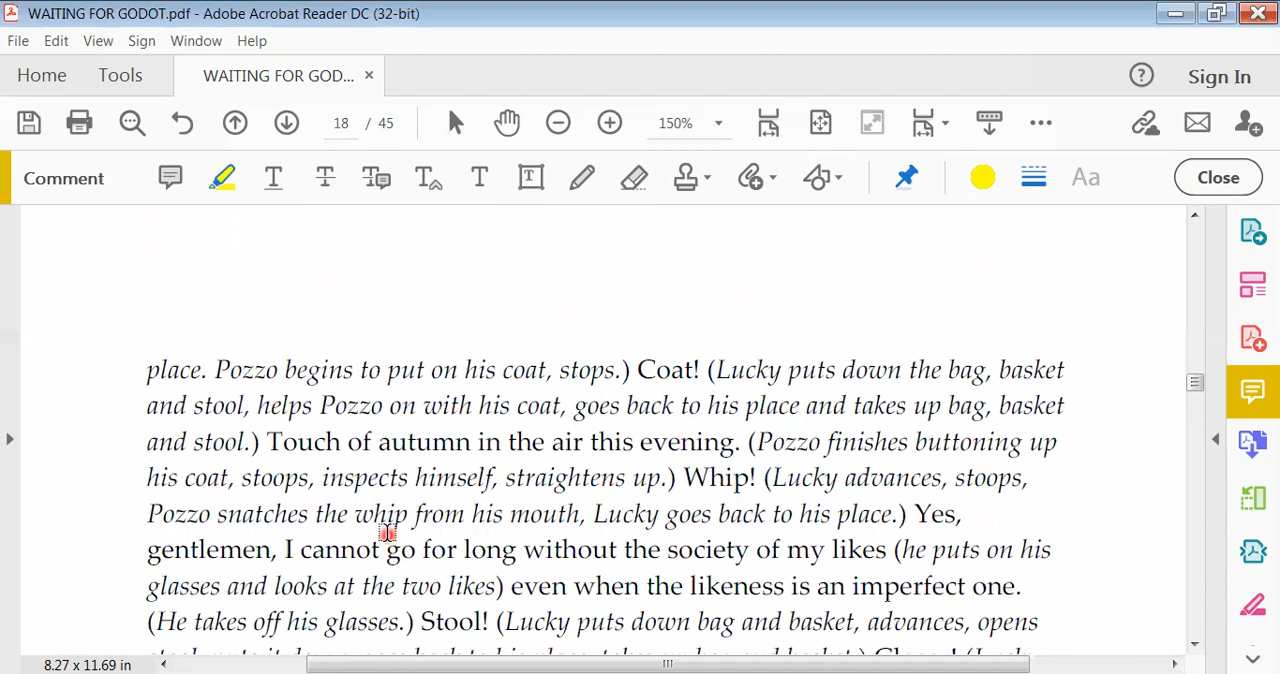 WAITING FOR GODOT.pdf - Adobe Acrobat Reader DC (32-bit)
File Edit View Sign Window Help
Home Tools WAITING FOR GOD... × Sign In
18 / 45 150%
Comment Close
place. Pozzo begins to put on his coat, stops.) Coat! (Lucky puts down the bag, basket
and stool, helps Pozzo on with his coat, goes back to his place and takes up bag, basket
and stool.) Touch of autumn in the air this evening. (Pozzo finishes buttoning up
his coat, stoops, inspects himself, straightens up.) Whip! (Lucky advances, stoops,
Pozzo snatches the whip from his mouth, Lucky goes back to his place.) Yes,
gentlemen, I cannot go for long without the society of my likes (he puts on his
glasses and looks at the two likes) even when the likeness is an imperfect one.
(He takes off his glasses.) Stool! (Lucky puts down bag and basket, advances, opens
8.27 x 11.69 in